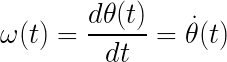 ω(t) = dθ(t)/dt = θ̇(t)